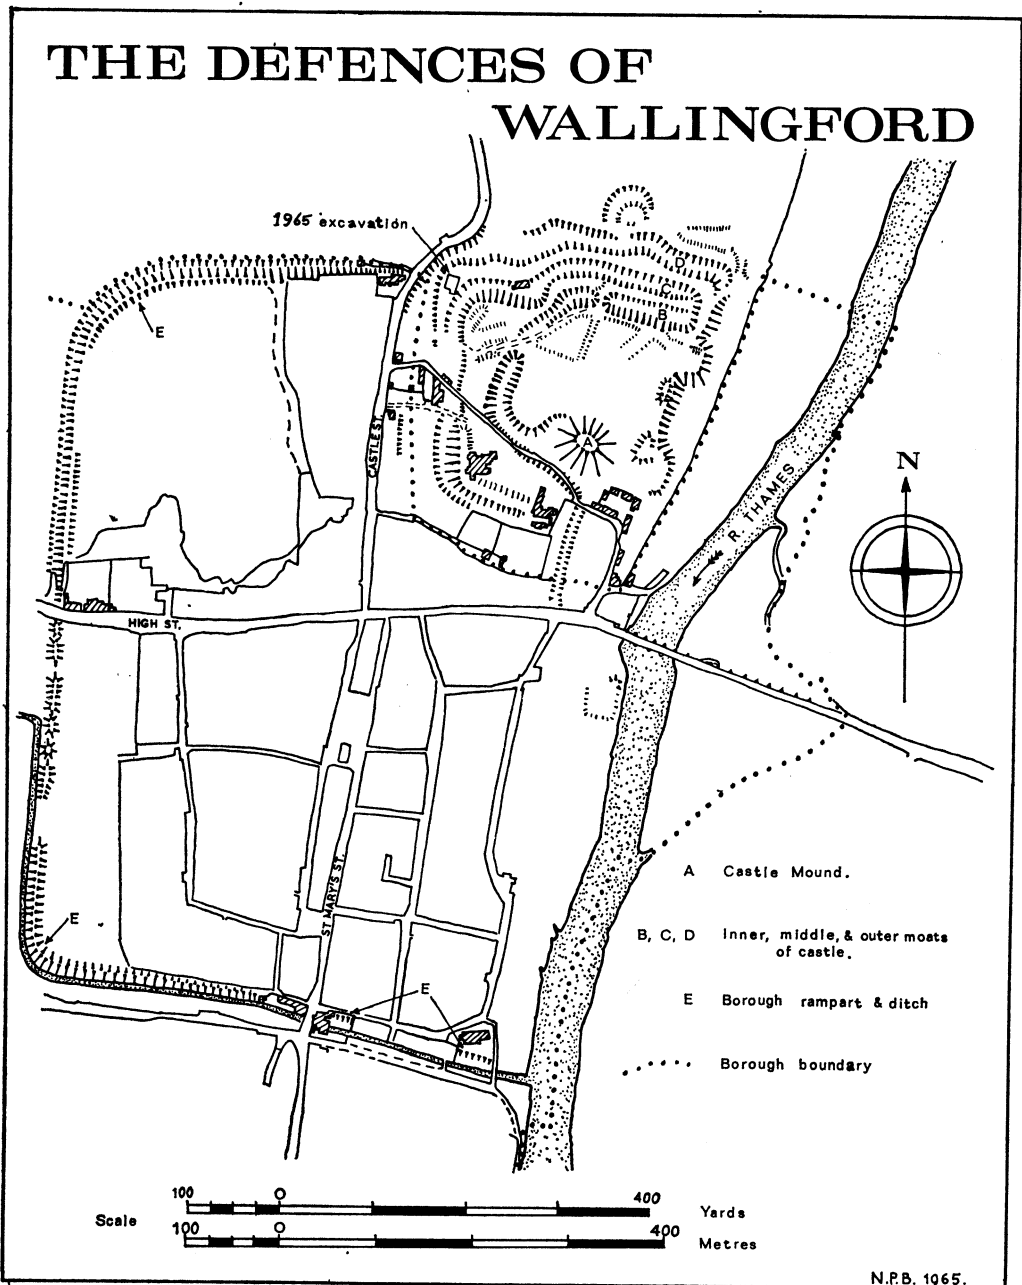 THE DEFENCES OF
WALLINGFORD
1965 excavation
D
C
B
E
A
CASTLE ST.
N
R. THAMES
HIGH ST.
ST MARY'S ST.
E
E
A Castle Mound.
B, C, D Inner, middle, & outer moats
of castle.
E Borough rampart & ditch
Borough boundary
Scale
100 0 400
Yards
100 0 400
Metres
N.P.B. 1965.